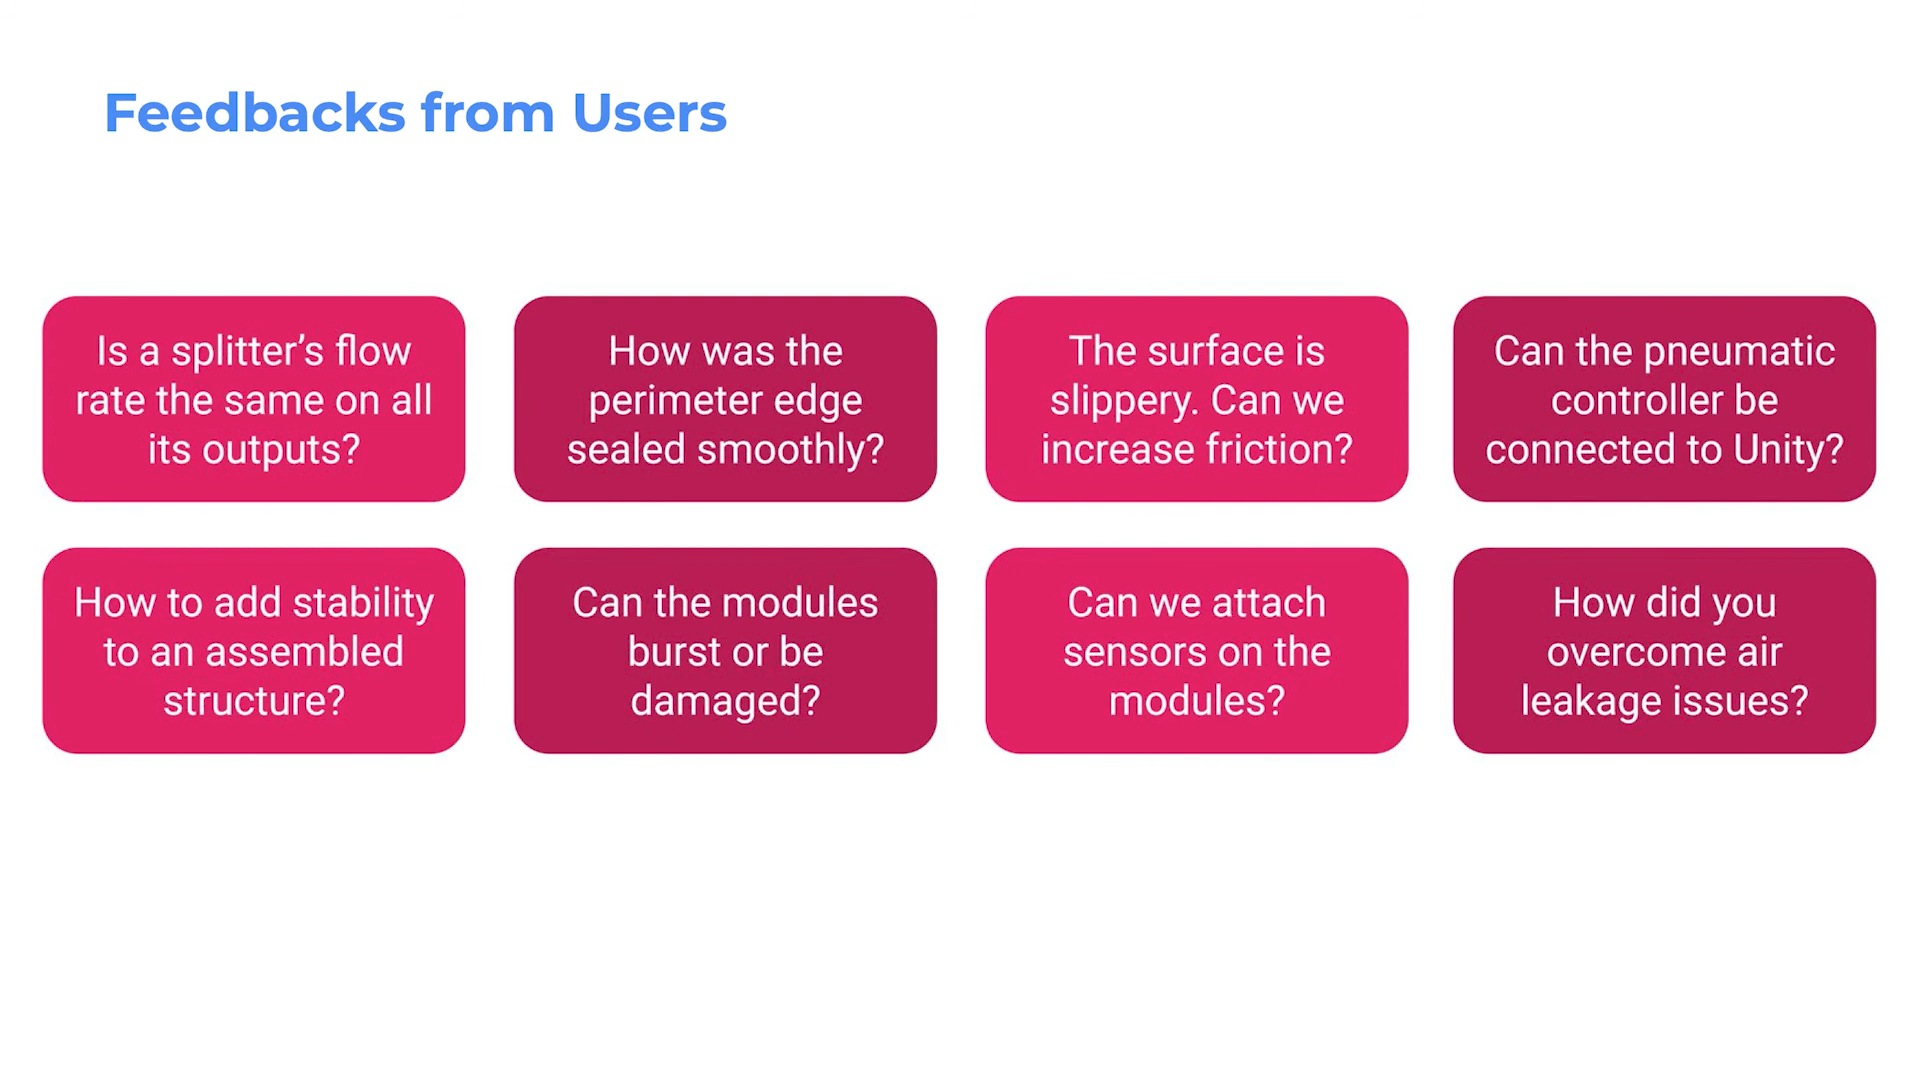 Feedbacks from Users
Is a splitter’s flow
rate the same on all
its outputs?
How was the
perimeter edge
sealed smoothly?
The surface is
slippery. Can we
increase friction?
Can the pneumatic
controller be
connected to Unity?
How to add stability
to an assembled
structure?
Can the modules
burst or be
damaged?
Can we attach
sensors on the
modules?
How did you
overcome air
leakage issues?